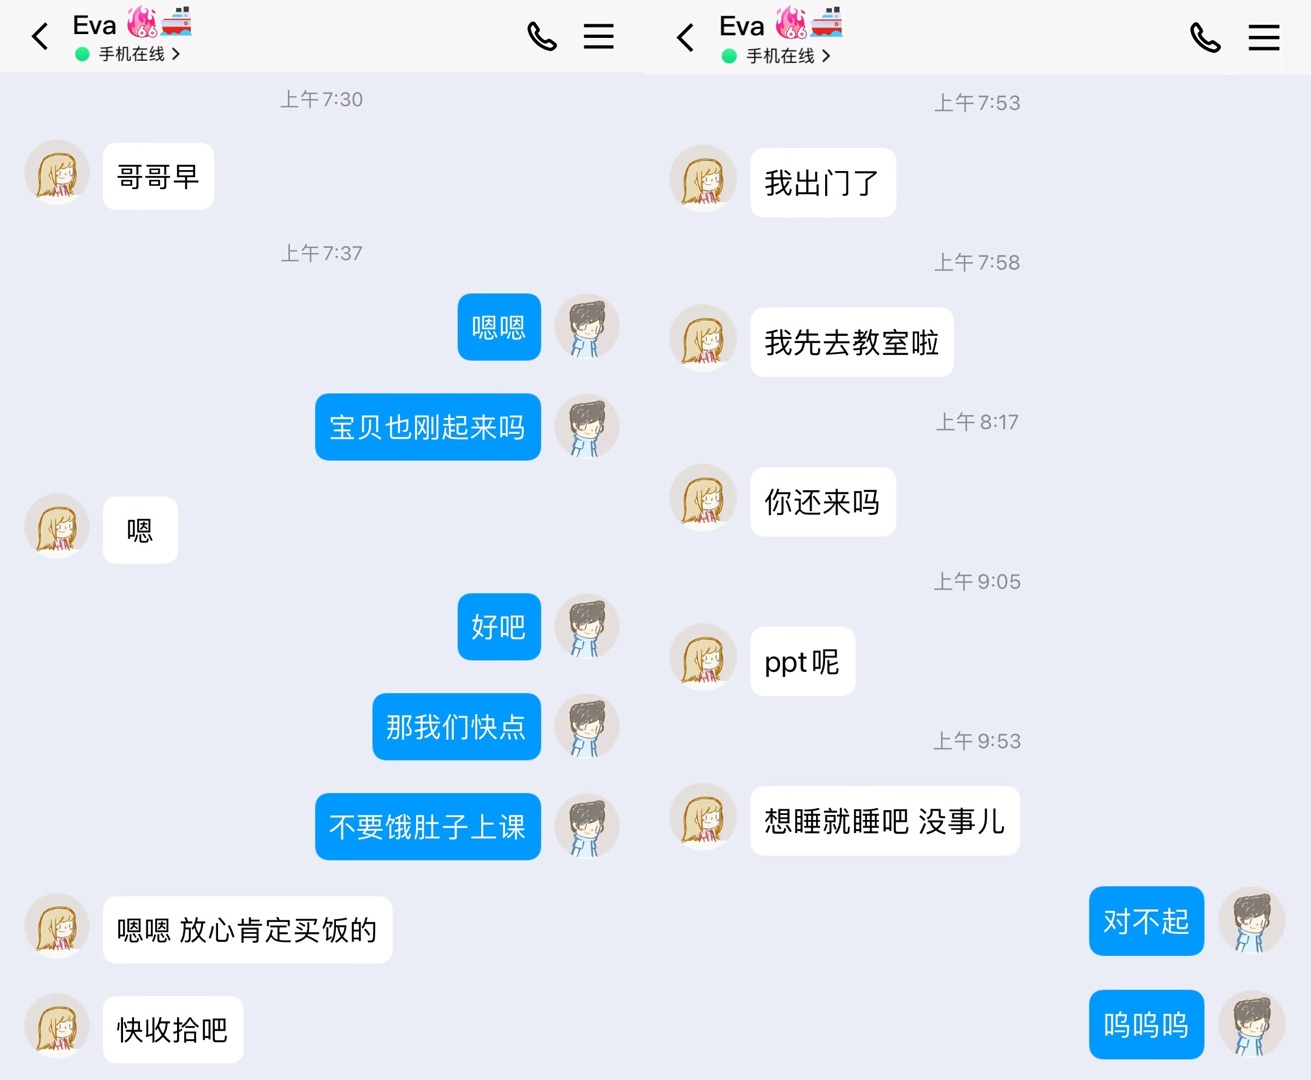 Eva
手机在线
上午7:30
哥哥早
上午7:37
嗯嗯
宝贝也刚起来吗
嗯
好吧
那我们快点
不要饿肚子上课
嗯嗯 放心肯定买饭的
快收拾吧
Eva
手机在线
上午7:53
我出门了
上午7:58
我先去教室啦
上午8:17
你还来吗
上午9:05
ppt呢
上午9:53
想睡就睡吧 没事儿
对不起
呜呜呜